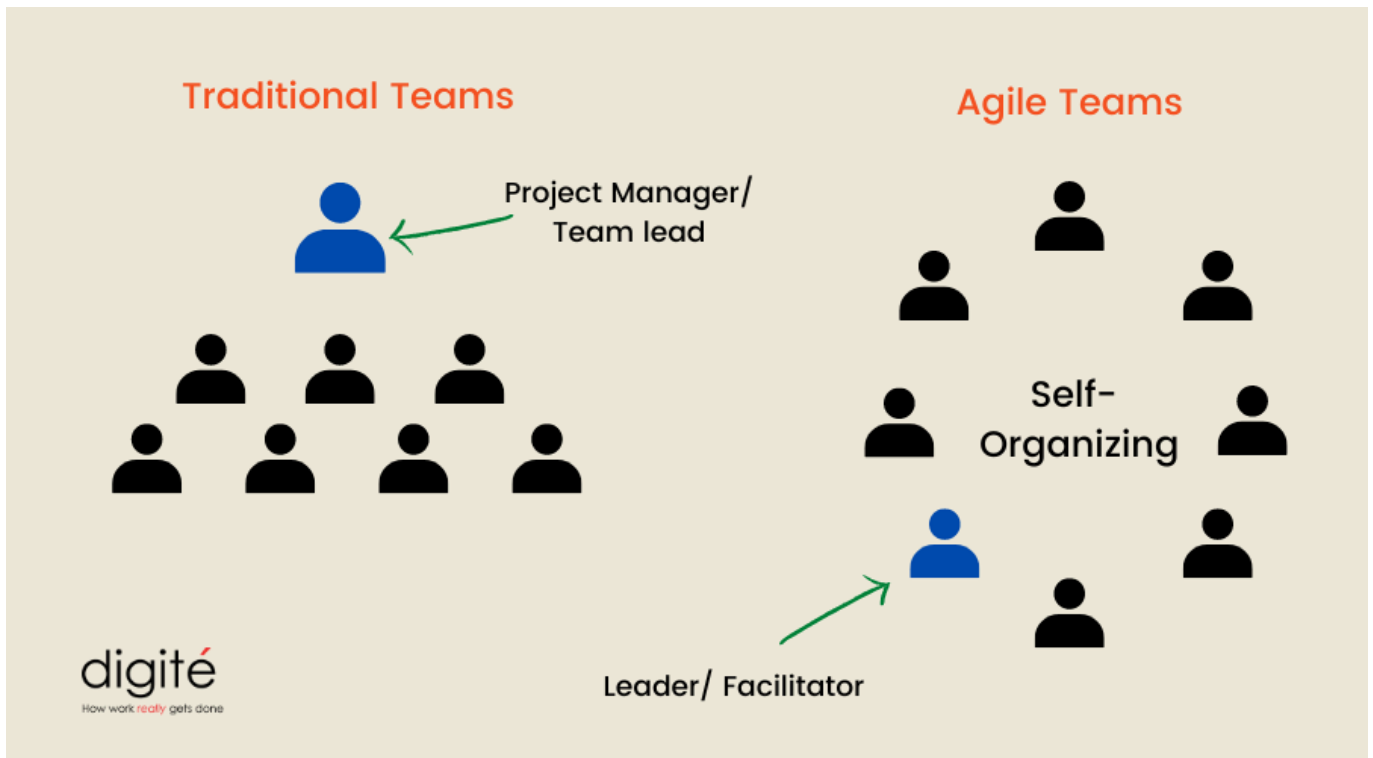 Traditional Teams
Agile Teams
Project Manager/
Team lead
Self-
Organizing
Leader/ Facilitator
digité
How work really gets done